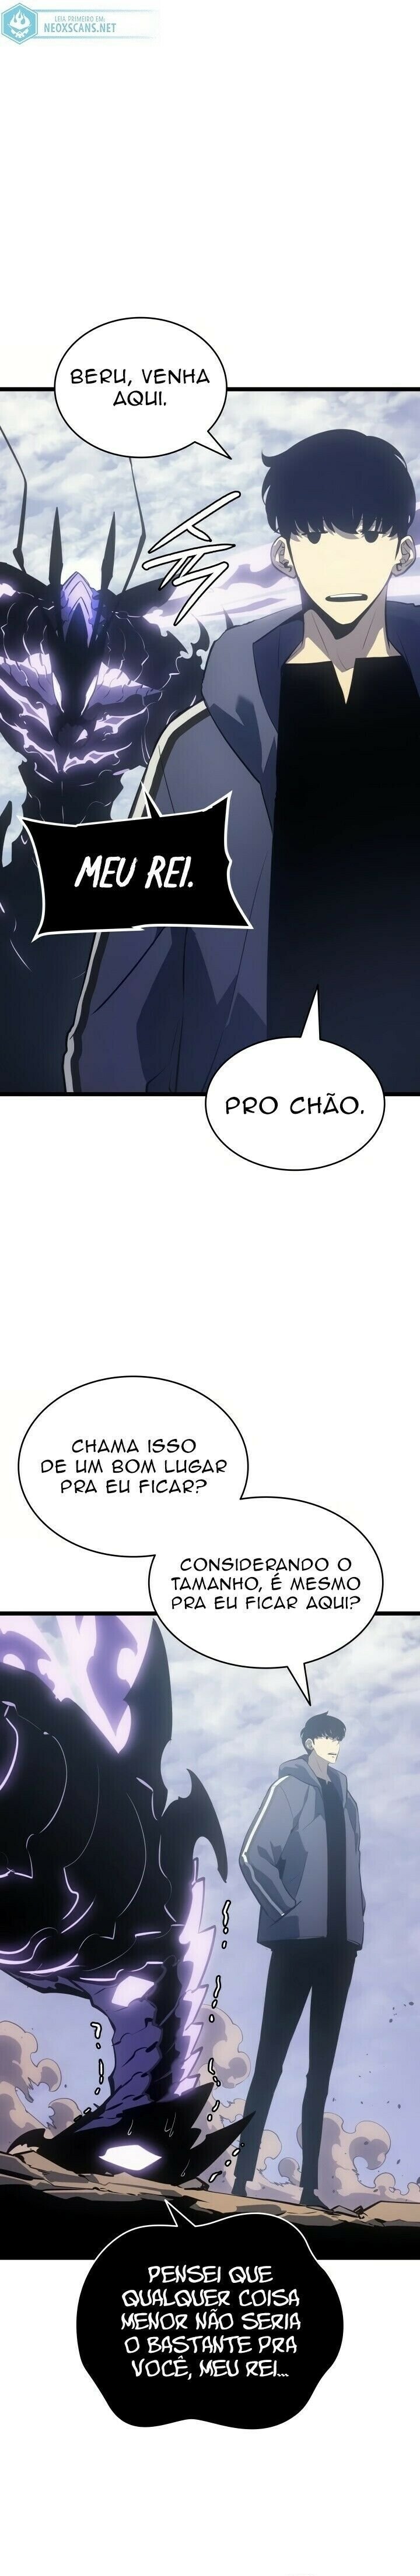 LEIA PRIMEIRO EM:
NEOXSCANS.NET
BERU, VENHA
AQUI.
스윽
MEU REI.
PRO CHÃO.
CHAMA ISSO
DE UM BOM LUGAR
PRA EU FICAR?
CONSIDERANDO O
TAMANHO, É MESMO
PRA EU FICAR AQUI?
PENSEI QUE
QUALQUER COISA
MENOR NÃO SERIA
O BASTANTE PRA
VOCÊ, MEU REI...